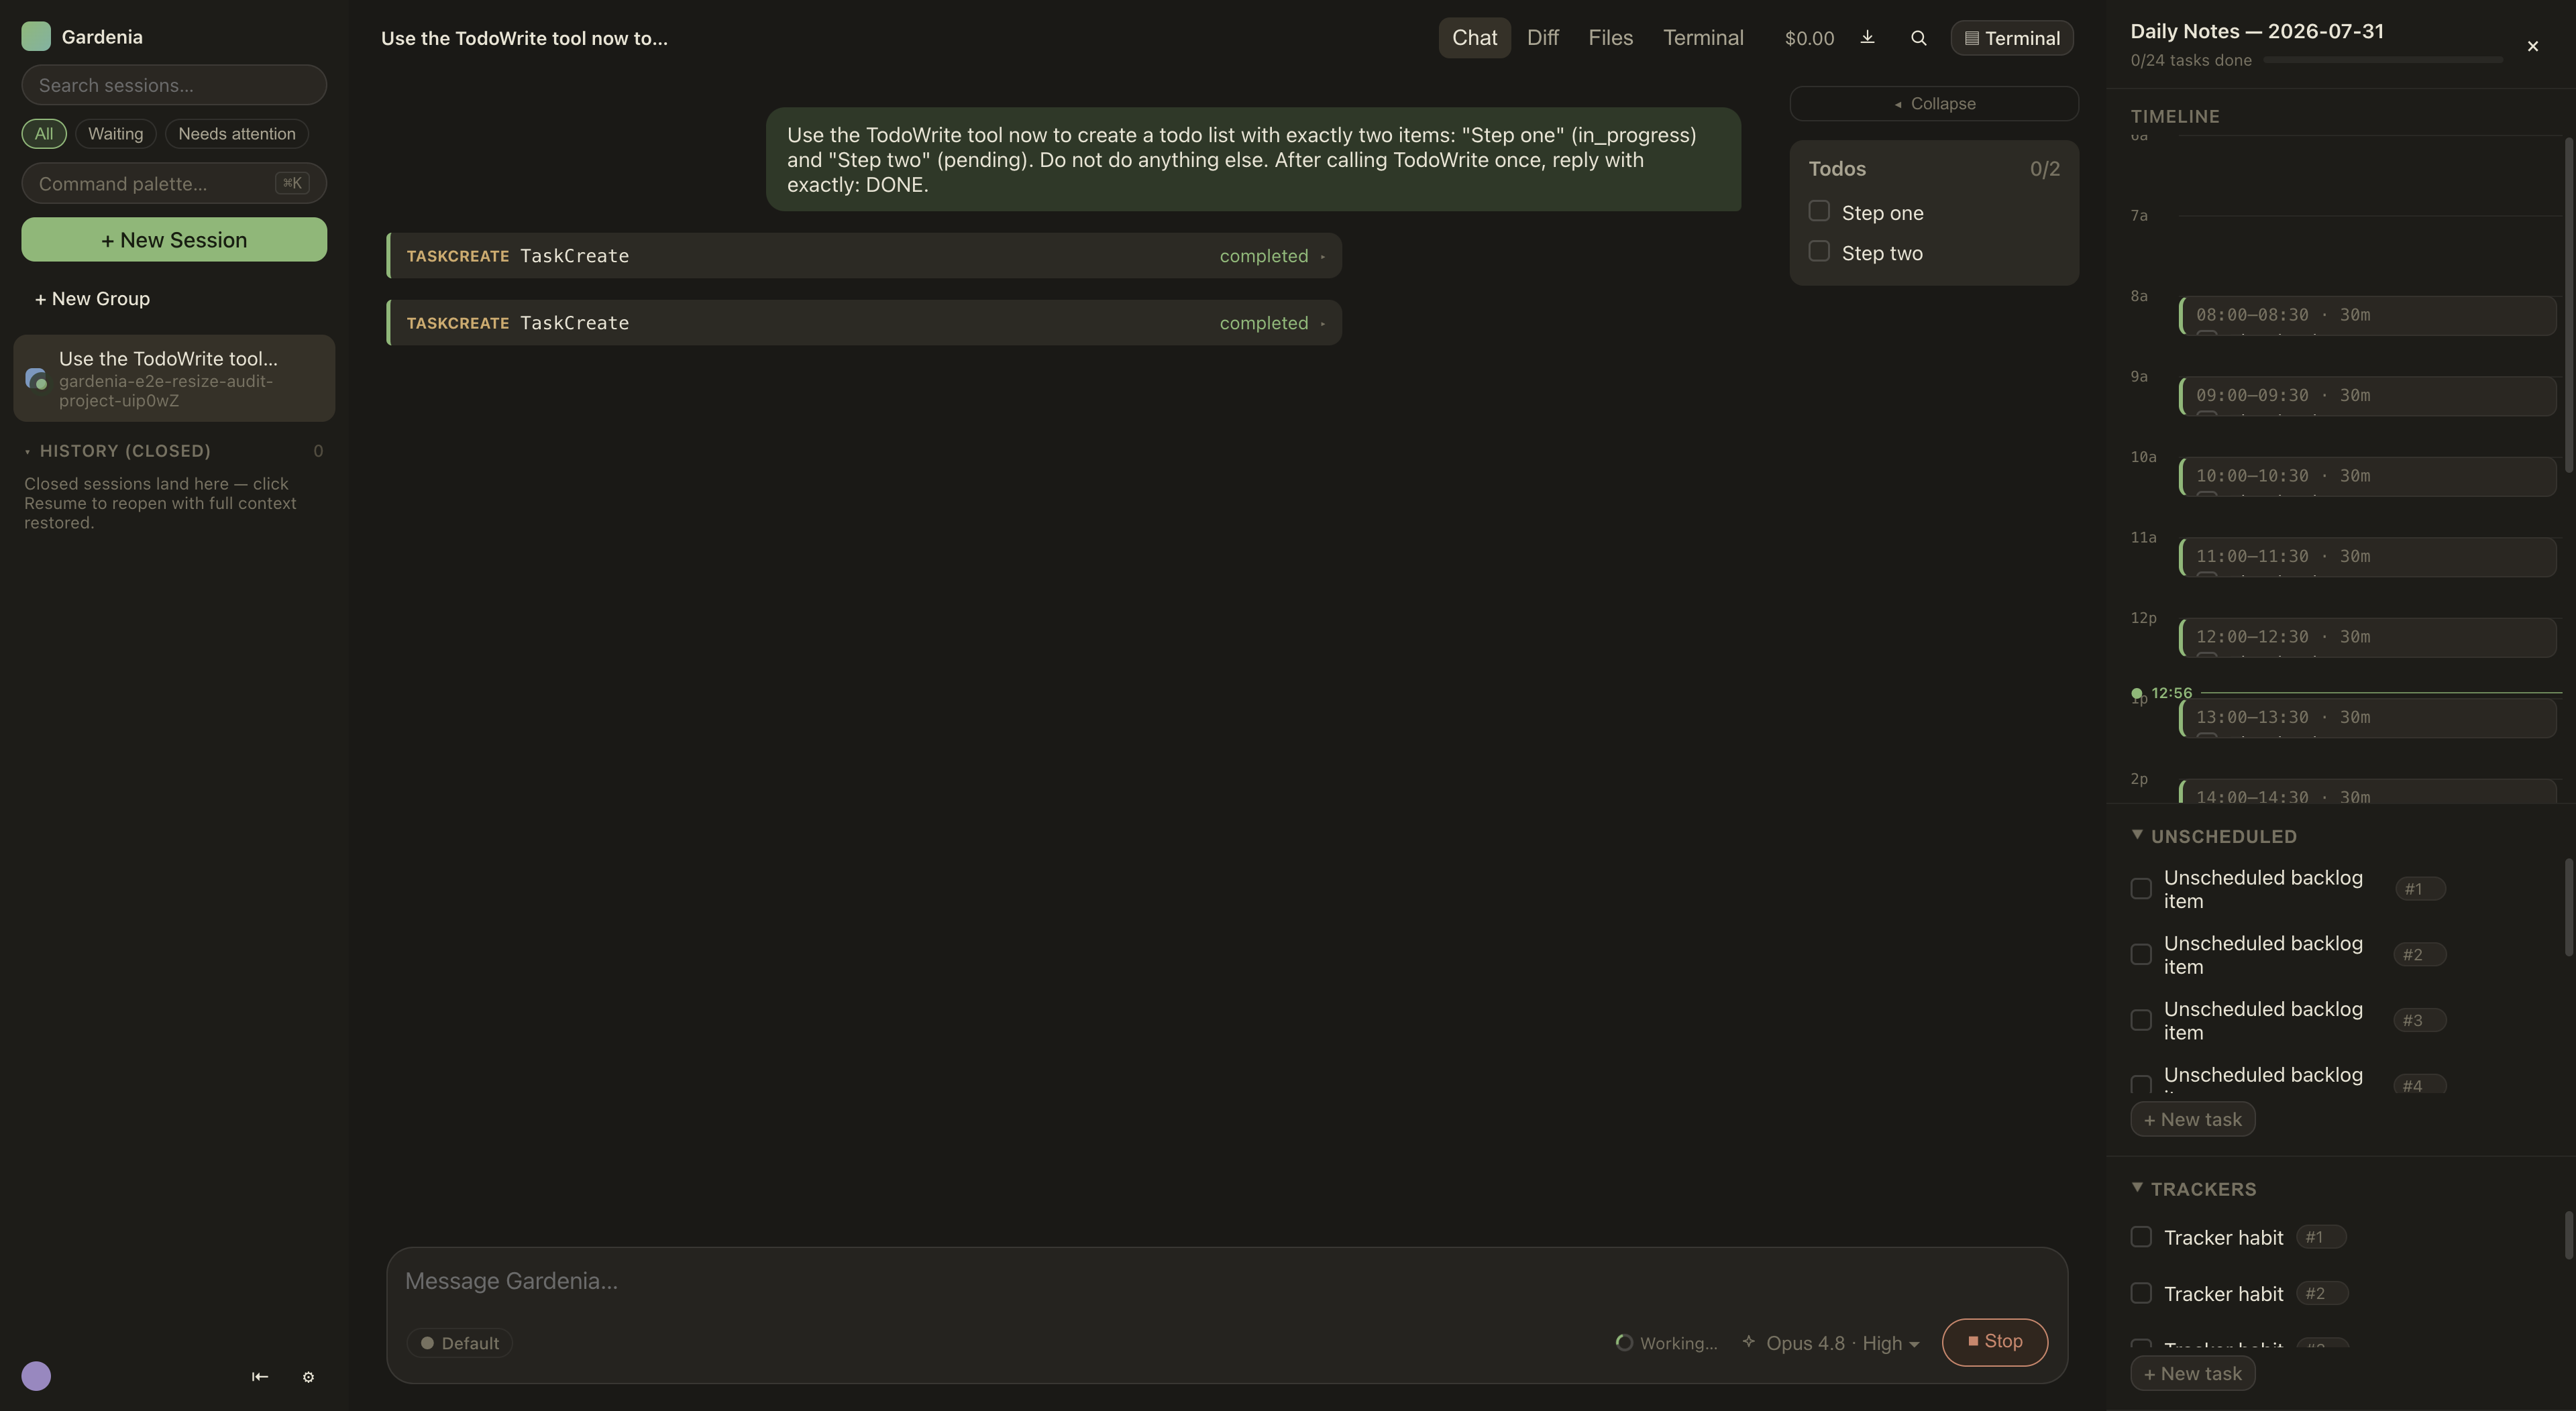 Gardenia
Search sessions...
All
Waiting
Needs attention
Command palette...
⌘K
+ New Session
+ New Group
Use the TodoWrite tool...
gardenia-e2e-resize-audit-
project-uip0wZ
HISTORY (CLOSED)
0
Closed sessions land here — click
Resume to reopen with full context
restored.
Use the TodoWrite tool now to...
Chat
Diff
Files
Terminal
$0.00
Terminal
Use the TodoWrite tool now to create a todo list with exactly two items: "Step one" (in_progress)
and "Step two" (pending). Do not do anything else. After calling TodoWrite once, reply with
exactly: DONE.
TASKCREATE TaskCreate
completed
TASKCREATE TaskCreate
completed
Collapse
Todos
0/2
Step one
Step two
Message Gardenia...
Default
Working...
Opus 4.8 · High
Stop
Daily Notes — 2026-07-31
0/24 tasks done
TIMELINE
6a
7a
8a
08:00–08:30 · 30m
9a
09:00–09:30 · 30m
10a
10:00–10:30 · 30m
11a
11:00–11:30 · 30m
12p
12:00–12:30 · 30m
12:56
1p
13:00–13:30 · 30m
2p
14:00–14:30 · 30m
UNSCHEDULED
Unscheduled backlog
item
#1
Unscheduled backlog
item
#2
Unscheduled backlog
item
#3
Unscheduled backlog
#4
+ New task
TRACKERS
Tracker habit
#1
Tracker habit
#2
Tracker habit
+ New task